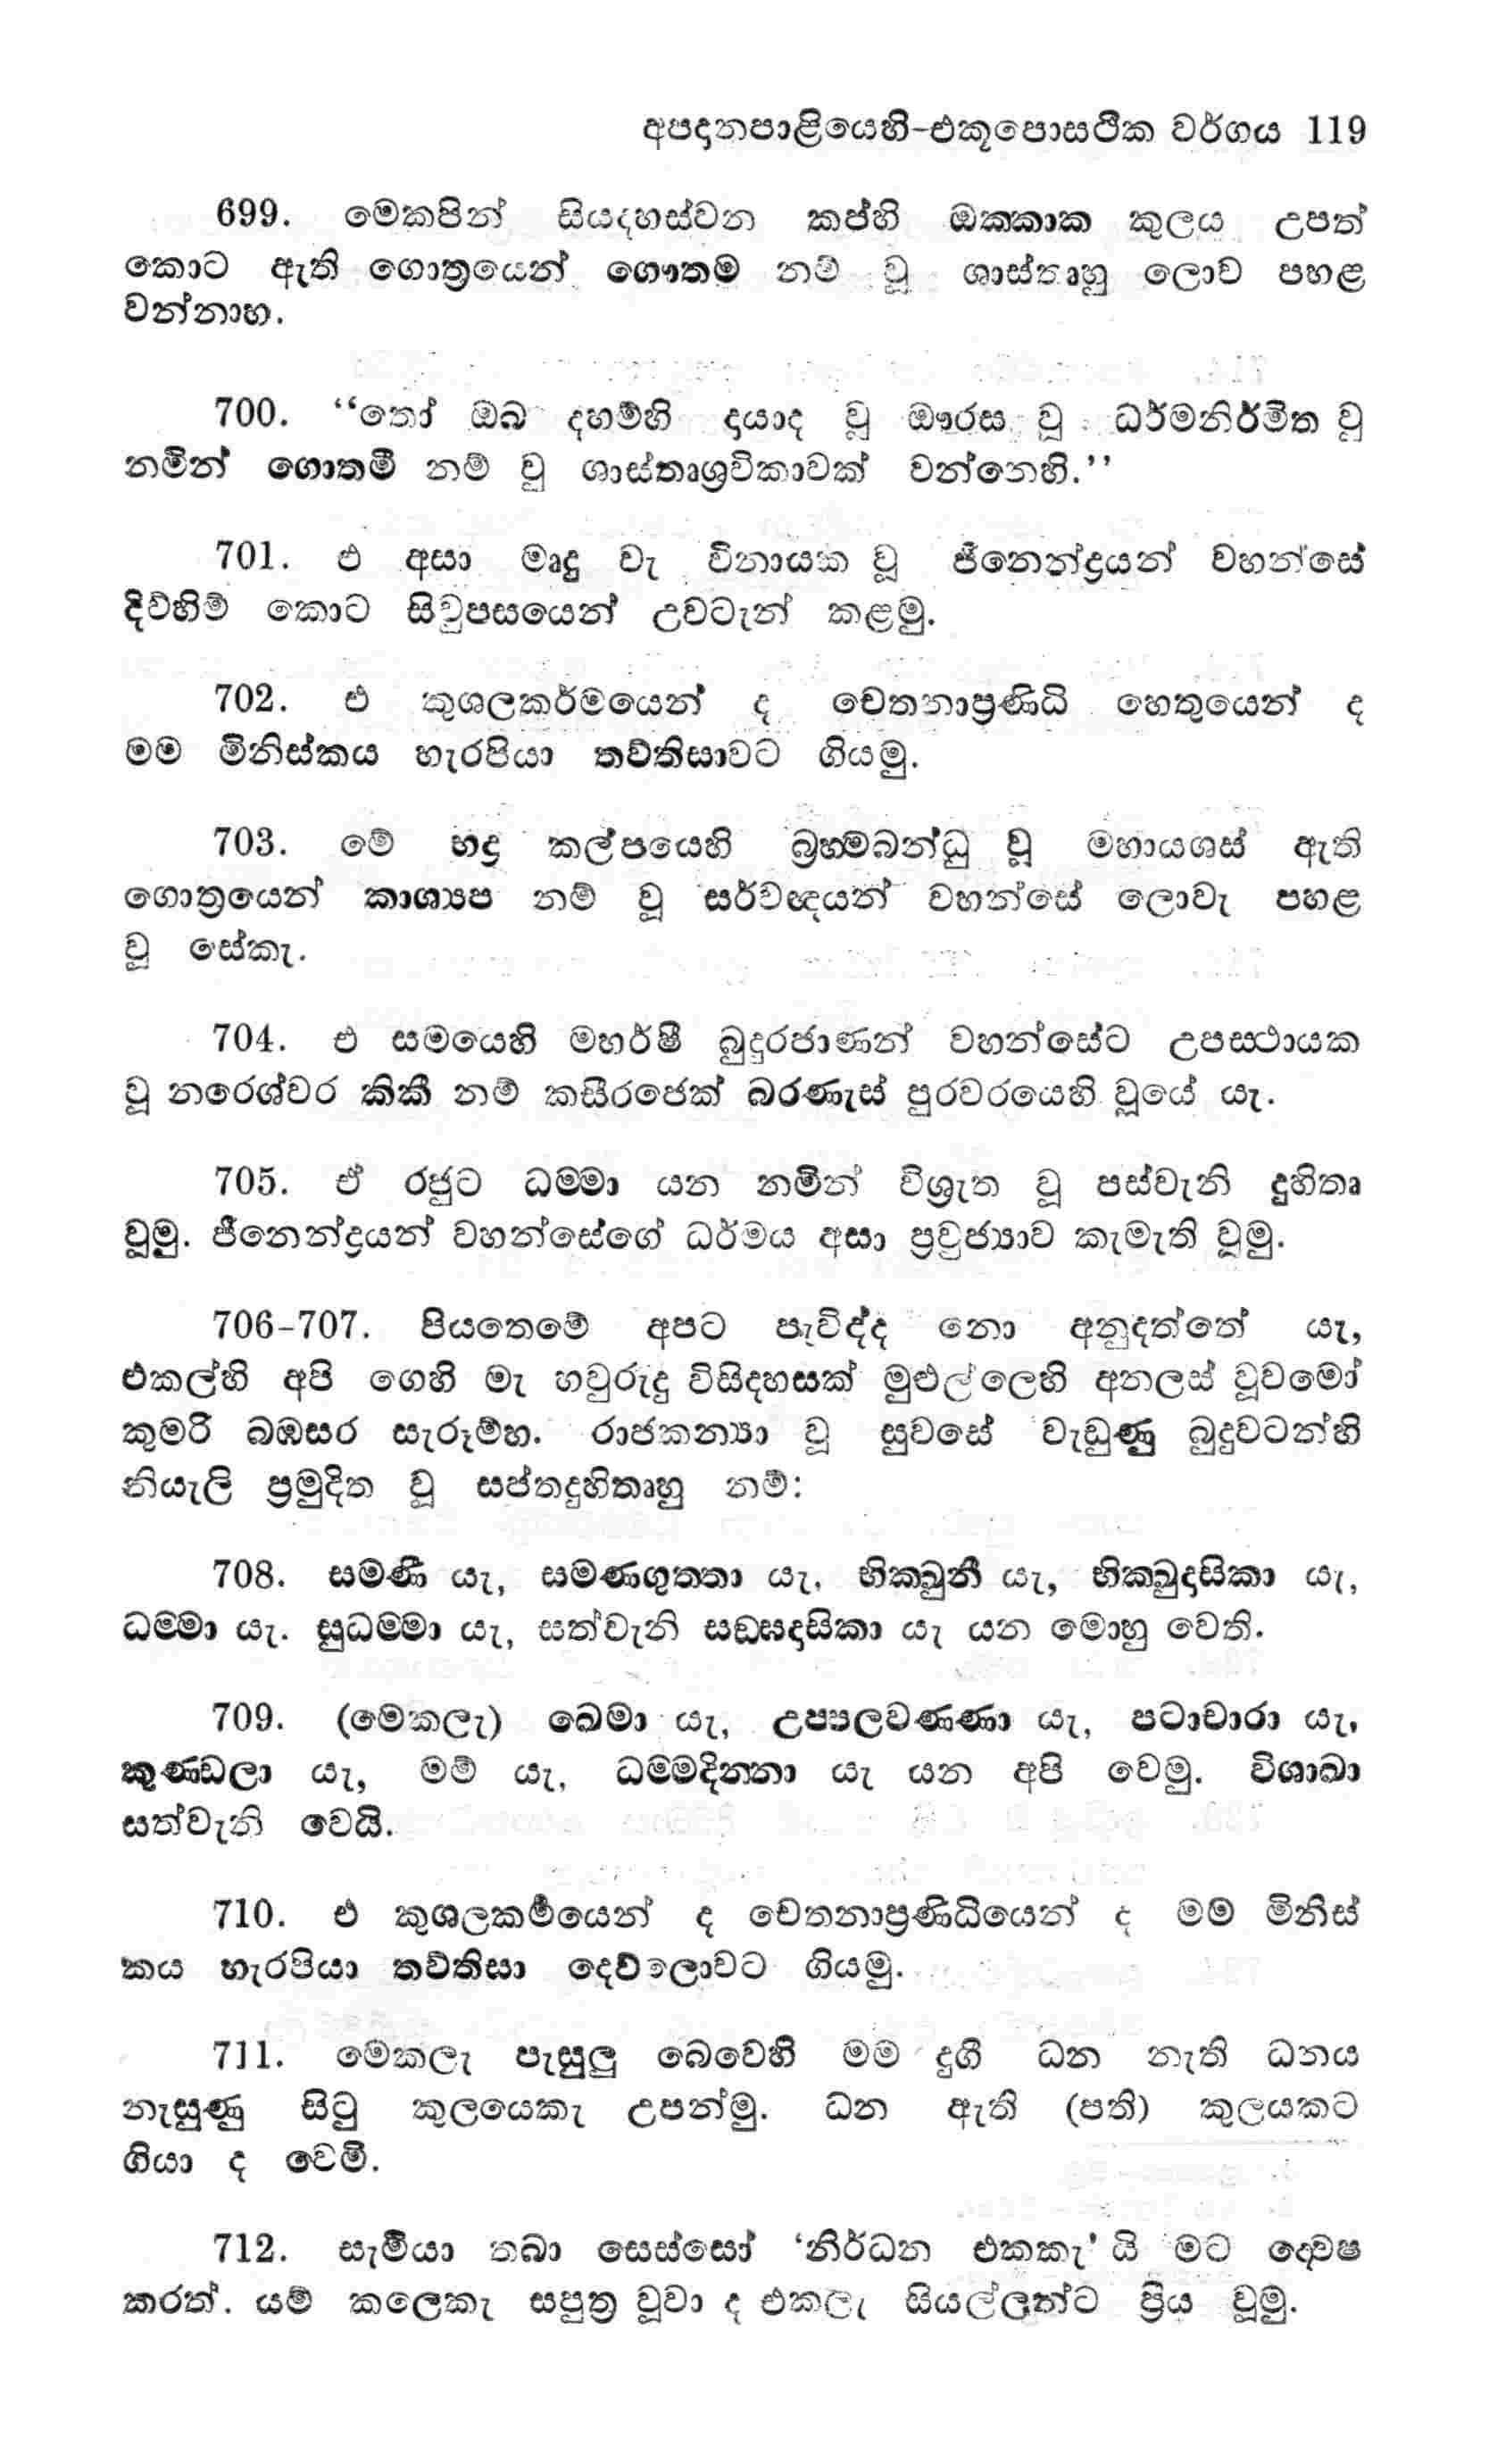 අපදානපාළියෙහි-එකූපොසථික වර්ගය 119
699. මෙකපින් සියදහස්වන කප්හි ඔක්කාක කුලය උපත්
කොට ඇති ගොත්‍රයෙන් ගෞතම නම් වූ ශාස්තෘහු ලොව පහළ
වන්නාහ.
700. “තෝ ඔබ දහම්හි දායාද වූ ඖරස වූ ධර්මනිර්මිත වූ
නමින් ගොතමී නම් වූ ශාස්තෘශ්‍රවිකාවක් වන්නෙහි.”
701. එ අසා මෘදු වැ විනායක වූ ජිනෙන්ද්‍රයන් වහන්සේ
දිව්හිම් කොට සිවුපසයෙන් උවටැන් කළමු.
702. එ කුශලකර්මයෙන් ද චෙතනාප්‍රණිධි හෙතුයෙන් ද
මම මිනිස්කය හැරපියා තව්තිසාවට ගියමු.
703. මේ භද්‍ර කල්පයෙහි බ්‍රහ්මබන්ධු වූ මහායශස් ඇති
ගොත්‍රයෙන් කාශ්‍යප නම් වූ සර්වඥයන් වහන්සේ ලොවැ පහළ
වූ සේකැ.
704. එ සමයෙහි මහර්ෂී බුදුරජාණන් වහන්සේට උපස්ථායක
වූ නරෙශ්වර කිකී නම් කසීරජෙක් බරණැස් පුරවරයෙහි වූයේ යැ.
705. ඒ රජුට ධම්මා යන නමින් විශ්‍රැත වූ පස්වැනි දුහිතෘ
වූමු. ජිනෙන්ද්‍රයන් වහන්සේගේ ධර්මය අසා ප්‍රවුජ්‍යාව කැමැති වූමු.
706-707. පියතෙමේ අපට පැවිද්ද නො අනුදත්තේ යැ,
එකල්හි අපි ගෙහි මැ හවුරුදු විසිදහසක් මුළුල්ලෙහි අනලස් වූවමෝ
කුමරි බඹසර සැරූම්හ. රාජකන්‍යා වූ සුවසේ වැඩුණු බුදුවටන්හි
නියැලි ප්‍රමුදිත වූ සප්තදුහිතෘහු නම්:
708. සමණී යැ, සමණගුත්තා යැ, භික්ඛුනී යැ, භික්ඛුදාසිකා යැ,
ධම්මා යැ. සුධම්මා යැ, සත්වැනි සඞ්ඝදාසිකා යැ යන මොහු වෙති.
709. (මෙකලැ) ඛෙමා යැ, උප්පලවණ්ණා යැ, පටාචාරා යැ,
කුණ්ඩලා යැ, මම් යැ, ධම්මදින්නා යැ යන අපි වෙමු. විශාඛා
සත්වැනි වෙයි.
710. එ කුශලකර්මයෙන් ද චෙතනාප්‍රණිධියෙන් ද මම මිනිස්
කය හැරපියා තව්තිසා දෙව්ලොවට ගියමු.
711. මෙකලැ පැසුලු බෙවෙහි මම දුගී ධන නැති ධනය
නැසුණු සිටු කුලයෙකැ උපන්මු. ධන ඇති (පති) කුලයකට
ගියා ද වෙමි.
712. සැමියා තබා සෙස්සෝ ‘නිර්ධන එකකැ’ යි මට ද්වෙෂ
කරත්. යම් කලෙකැ සපුත්‍ර වූවා ද එකලැ සියල්ලන්ට ප්‍රිය වූමු.